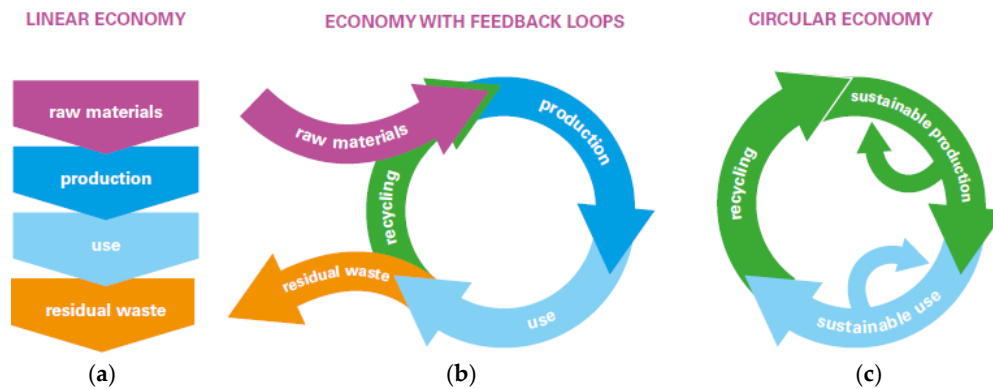 LINEAR ECONOMY
raw materials
production
use
residual waste
(a)
ECONOMY WITH FEEDBACK LOOPS
raw materials
production
recycling
residual waste
use
(b)
CIRCULAR ECONOMY
sustainable production
recycling
sustainable use
(c)